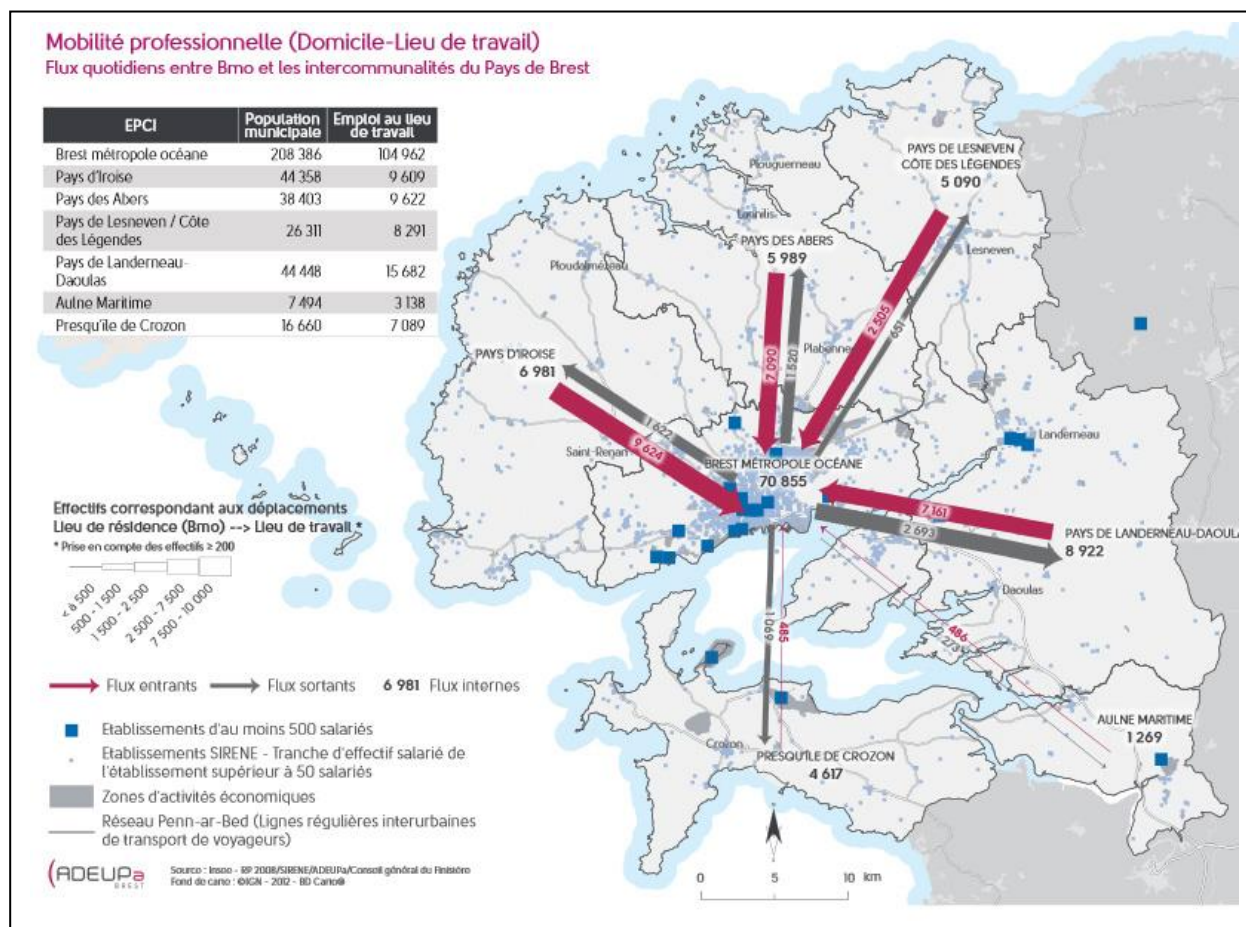 Mobilité professionnelle (Domicile-Lieu de travail)
Flux quotidiens entre Bmo et les intercommunalités du Pays de Brest
EPCI Population municipale Emploi au lieu de travail
Brest métropole océane 208 386 104 962
Pays d'Iroise 44 358 9 609
Pays des Abers 38 403 9 622
Pays de Lesneven / Côte
des Légendes 26 311 8 291
Pays de Landerneau-
Daoulas 44 448 15 682
Aulne Maritime 7 494 3 138
Presqu'île de Crozon 16 660 7 089
PAYS DE LESNEVEN
CÔTE DES LÉGENDES
5 090
Plouguerneau
Lannilis
Lesneven
PAYS DES ABERS
5 989
Ploudalmézeau
2 505
651
7 090
1 520
Plabennec
PAYS D'IROISE
6 981
1 622
9 624
Saint-Renan
Landerneau
BREST MÉTROPOLE OCÉANE
70 855
7 161
2 693
PAYS DE LANDERNEAU-DAOULA
8 922
Daoulas
1 069
485
486
273
AULNE MARITIME
1 269
Crozon
PRESQU'ÎLE DE CROZON
4 617
Effectifs correspondant aux déplacements
Lieu de résidence (Bmo) --> Lieu de travail *
* Prise en compte des effectifs ≥ 200
< à 500
500 - 1 500
1 500 - 2 500
2 500 - 7 500
7 500 - 10 000
Flux entrants Flux sortants 6 981 Flux internes
Etablissements d'au moins 500 salariés
Etablissements SIRENE - Tranche d'effectif salarié de
l'établissement supérieur à 50 salariés
Zones d'activités économiques
Réseau Penn-ar-Bed (Lignes régulières interurbaines
de transport de voyageurs)
ADEUPa
BREST
Source : Insee - RP 2008/SIRENE/ADEUPa/Conseil général du Finistère
Fond de carte : ©IGN - 2012 - BD Carto®
0 5 10 km